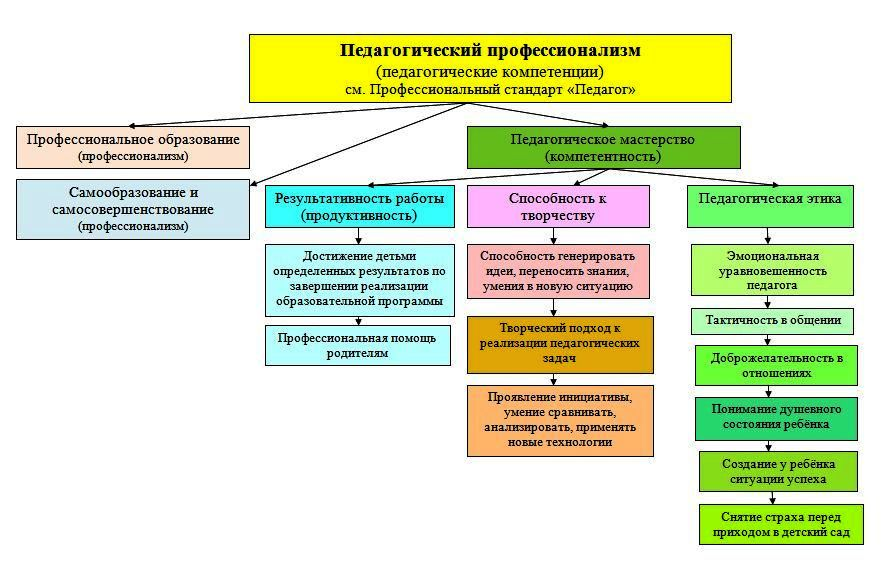 Педагогический профессионализм
(педагогические компетенции)
см. Профессиональный стандарт «Педагог»
Профессиональное образование
(профессионализм)
Педагогическое мастерство
(компетентность)
Самообразование и
самосовершенствование
(профессионализм)
Результативность работы
(продуктивность)
Способность к
творчеству
Педагогическая этика
Достижение детьми
определенных результатов по
завершении реализации
образовательной программы
Профессиональная помощь
родителям
Способность генерировать
идеи, переносить знания,
умения в новую ситуацию
Творческий подход к
реализации педагогических
задач
Проявление инициативы,
умение сравнивать,
анализировать, применять
новые технологии
Эмоциональная
уравновешенность
педагога
Тактичность в общении
Доброжелательность в
отношениях
Понимание душевного
состояния ребёнка
Создание у ребёнка
ситуации успеха
Снятие страха перед
приходом в детский сад